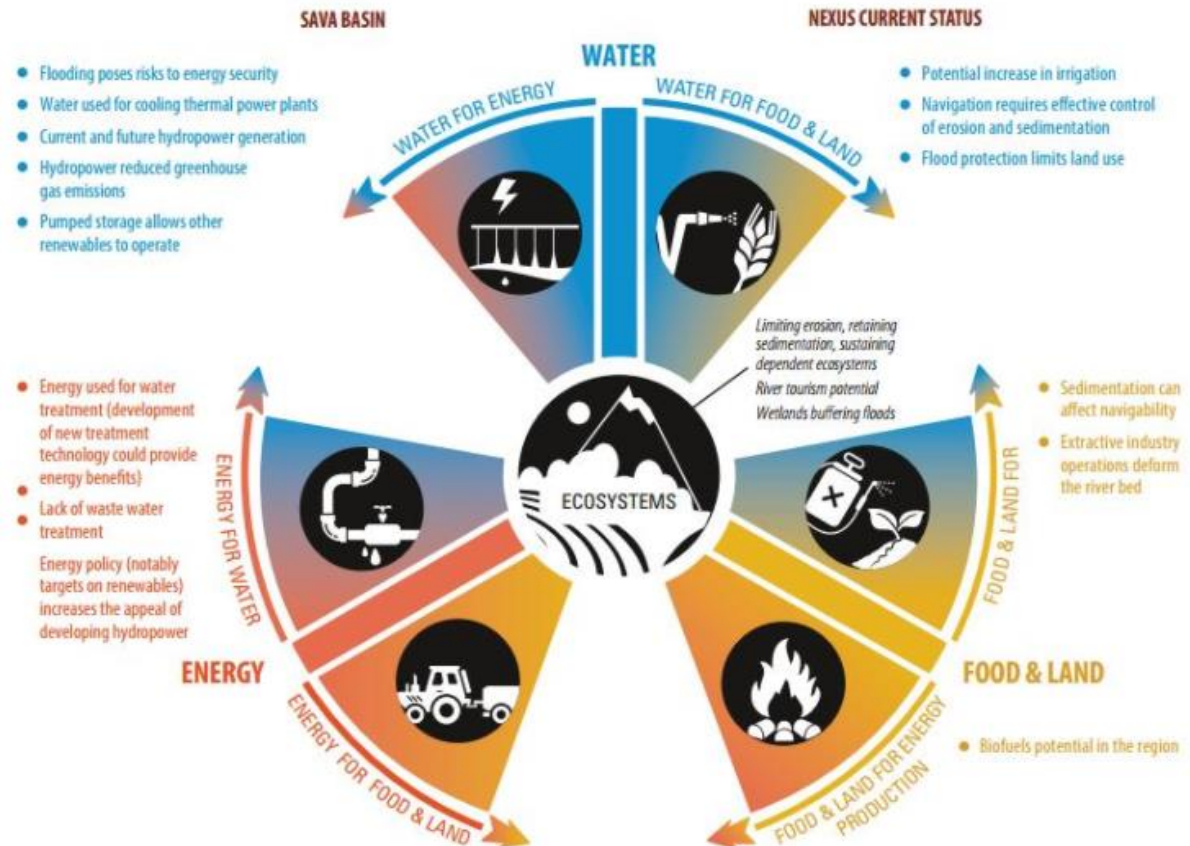 SAVA BASIN
NEXUS CURRENT STATUS
WATER
Flooding poses risks to energy security
Water used for cooling thermal power plants
Current and future hydropower generation
Hydropower reduced greenhouse
gas emissions
Pumped storage allows other
renewables to operate
WATER FOR ENERGY
WATER FOR FOOD & LAND
Potential increase in irrigation
Navigation requires effective control
of erosion and sedimentation
Flood protection limits land use
Limiting erosion, retaining
sedimentation, sustaining
dependent ecosystems
River tourism potential
Wetlands buffering floods
Energy used for water
treatment (development
of new treatment
technology could provide
energy benefits)
Lack of waste water
treatment
Energy policy (notably
targets on renewables)
increases the appeal of
developing hydropower
ENERGY FOR WATER
ECOSYSTEMS
FOOD & LAND FOR
Sedimentation can
affect navigability
Extractive industry
operations deform
the river bed
ENERGY
FOOD & LAND
ENERGY FOR FOOD & LAND
FOOD & LAND FOR ENERGY
PRODUCTION
Biofuels potential in the region